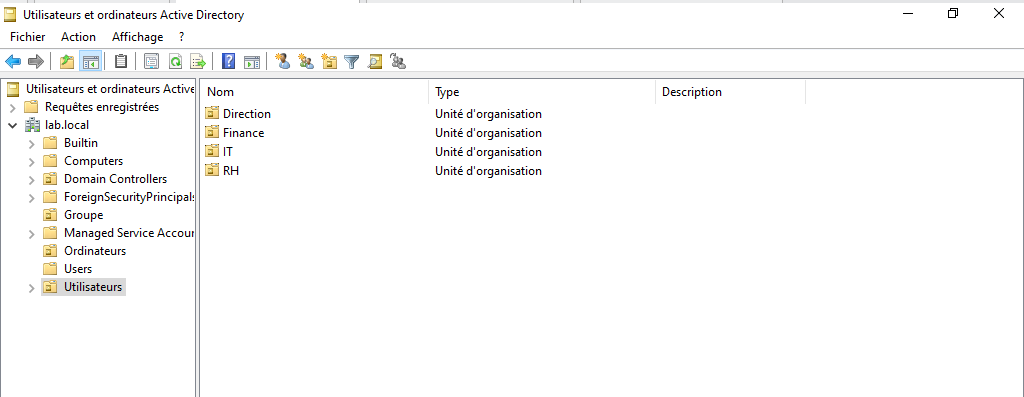 Utilisateurs et ordinateurs Active Directory
Fichier Action Affichage ?
Utilisateurs et ordinateurs Active
Requêtes enregistrées
lab.local
Builtin
Computers
Domain Controllers
ForeignSecurityPrincipals
Groupe
Managed Service Accour
Ordinateurs
Users
Utilisateurs
Nom Type Description
Direction Unité d'organisation
Finance Unité d'organisation
IT Unité d'organisation
RH Unité d'organisation